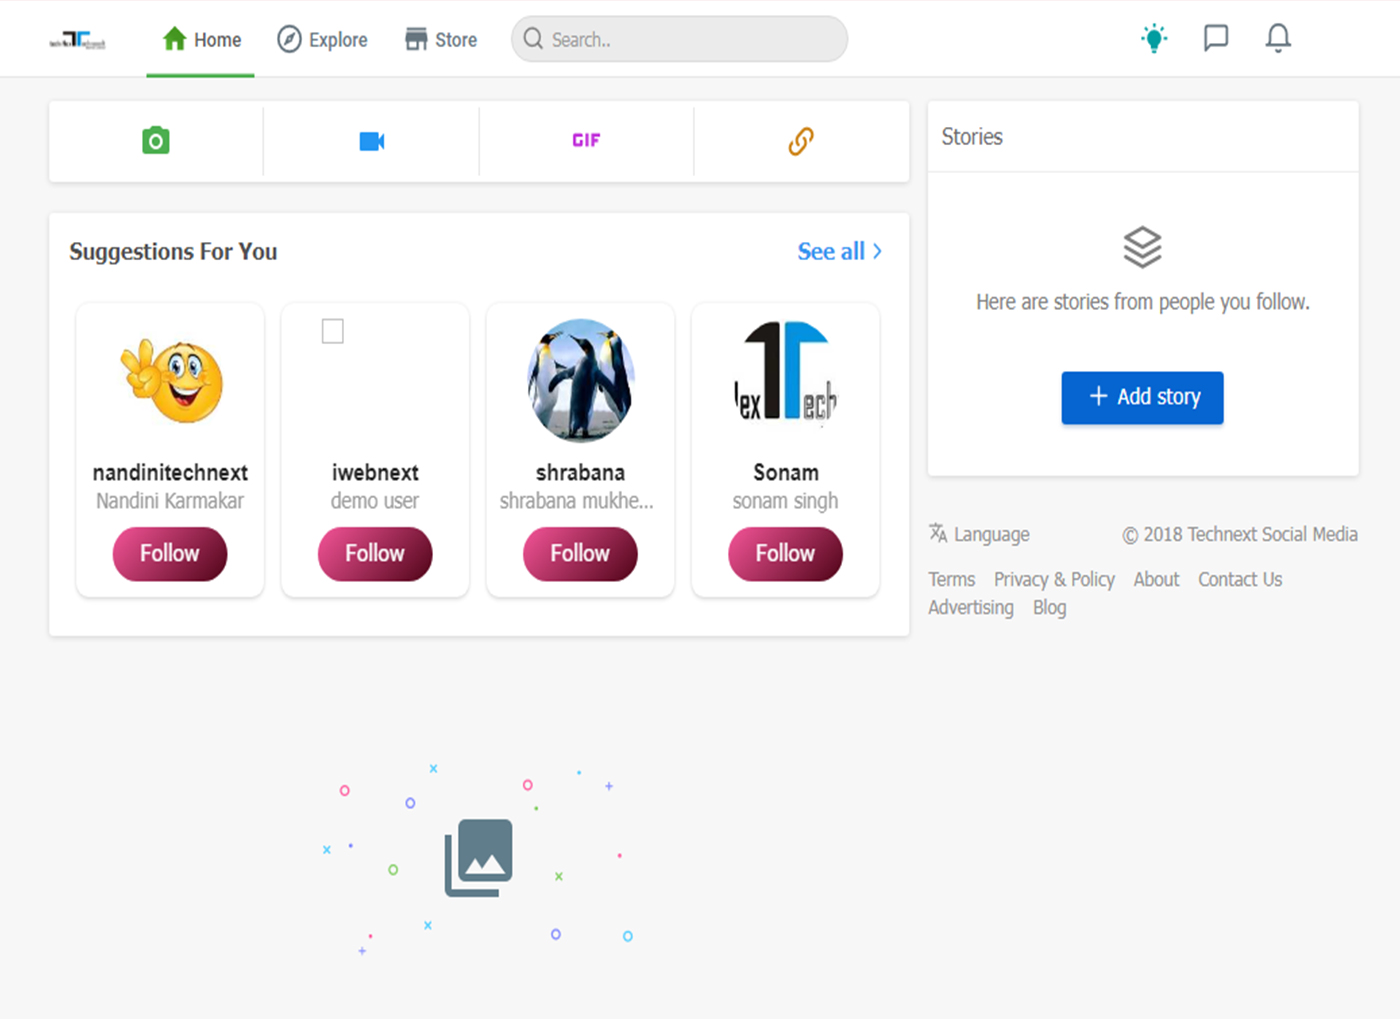 Home Explore Store Search..
GIF
Stories
Suggestions For You See all
Here are stories from people you follow.
+ Add story
ex Tech
nandinitechnext iwebnext shrabana Sonam
Nandini Karmakar demo user shrabana mukhe... sonam singh
Follow Follow Follow Follow
Language © 2018 Technext Social Media
Terms Privacy & Policy About Contact Us
Advertising Blog